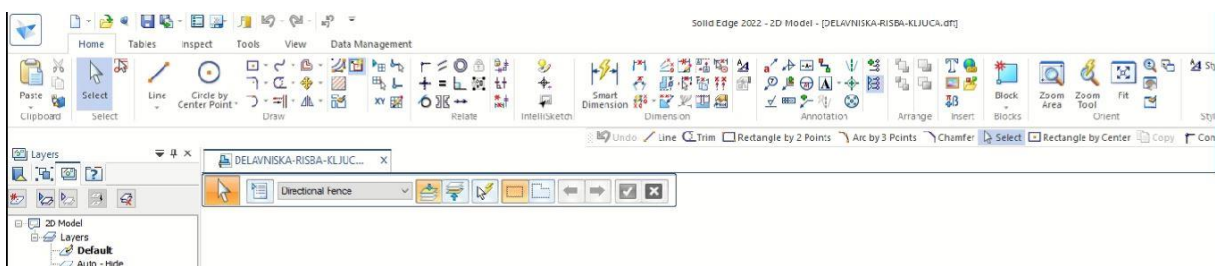 Solid Edge 2022 - 2D Model - [DELAVNISKA-RISBA-KLJUCA.dft]
Home Tables Inspect Tools View Data Management
Paste Select Line Circle by Center Point Smart Dimension Block Zoom Area Zoom Tool Fit
Clipboard Select Draw Relate IntelliSketch Dimension Annotation Arrange Insert Blocks Orient
Undo Line Trim Rectangle by 2 Points Arc by 3 Points Chamfer Select Rectangle by Center Copy
Layers
DELAVNISKA-RISBA-KLJUC... X
Directional Fence
2D Model
Layers
Default
Auto - Hide